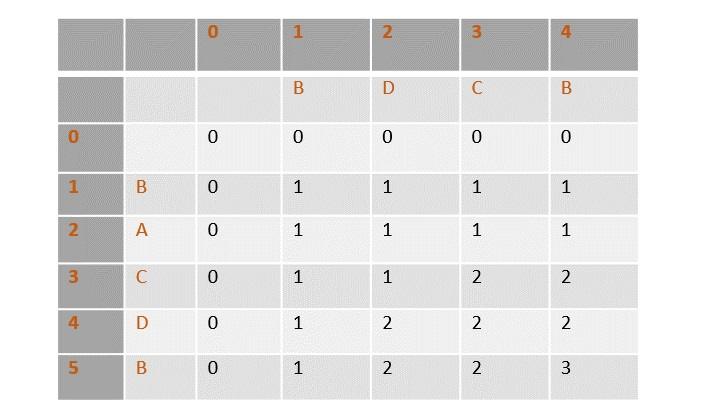 0 1 2 3 4
B D C B
0 0 0 0 0 0
1 B 0 1 1 1 1
2 A 0 1 1 1 1
3 C 0 1 1 2 2
4 D 0 1 2 2 2
5 B 0 1 2 2 3